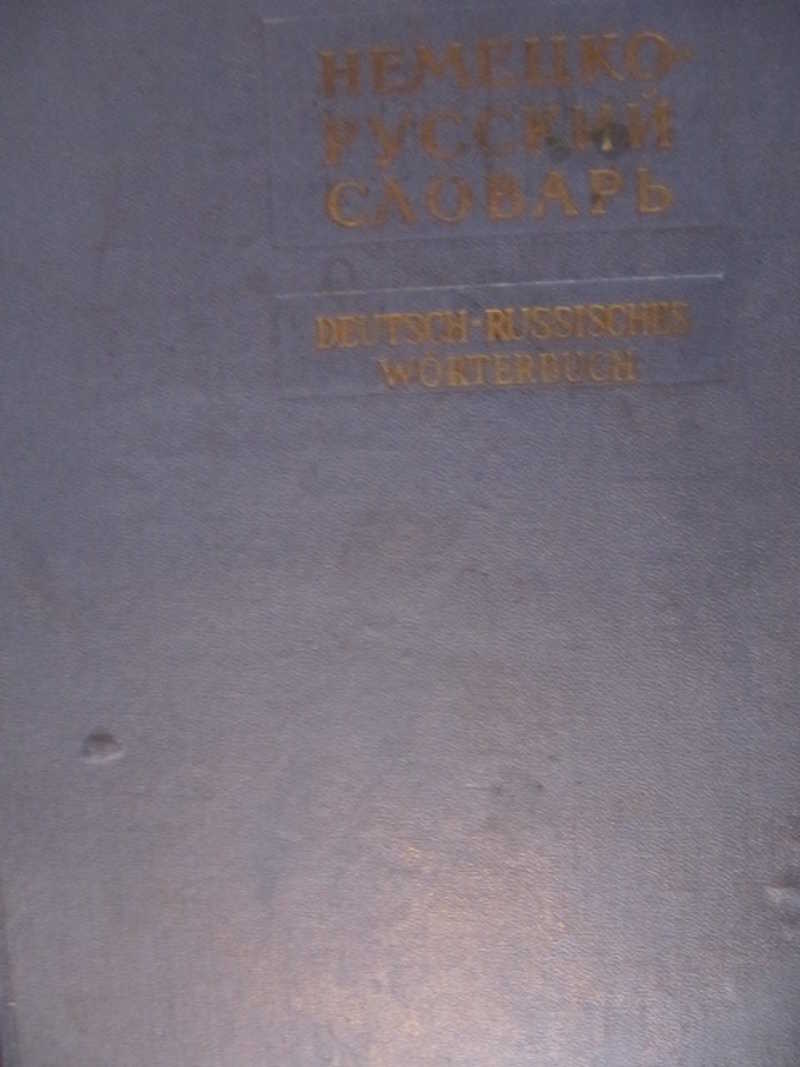 НЕМЕЦКО-
РУССКИЙ
СЛОВАРЬ
DEUTSCH-RUSSISCHES
WÖRTERBUCH